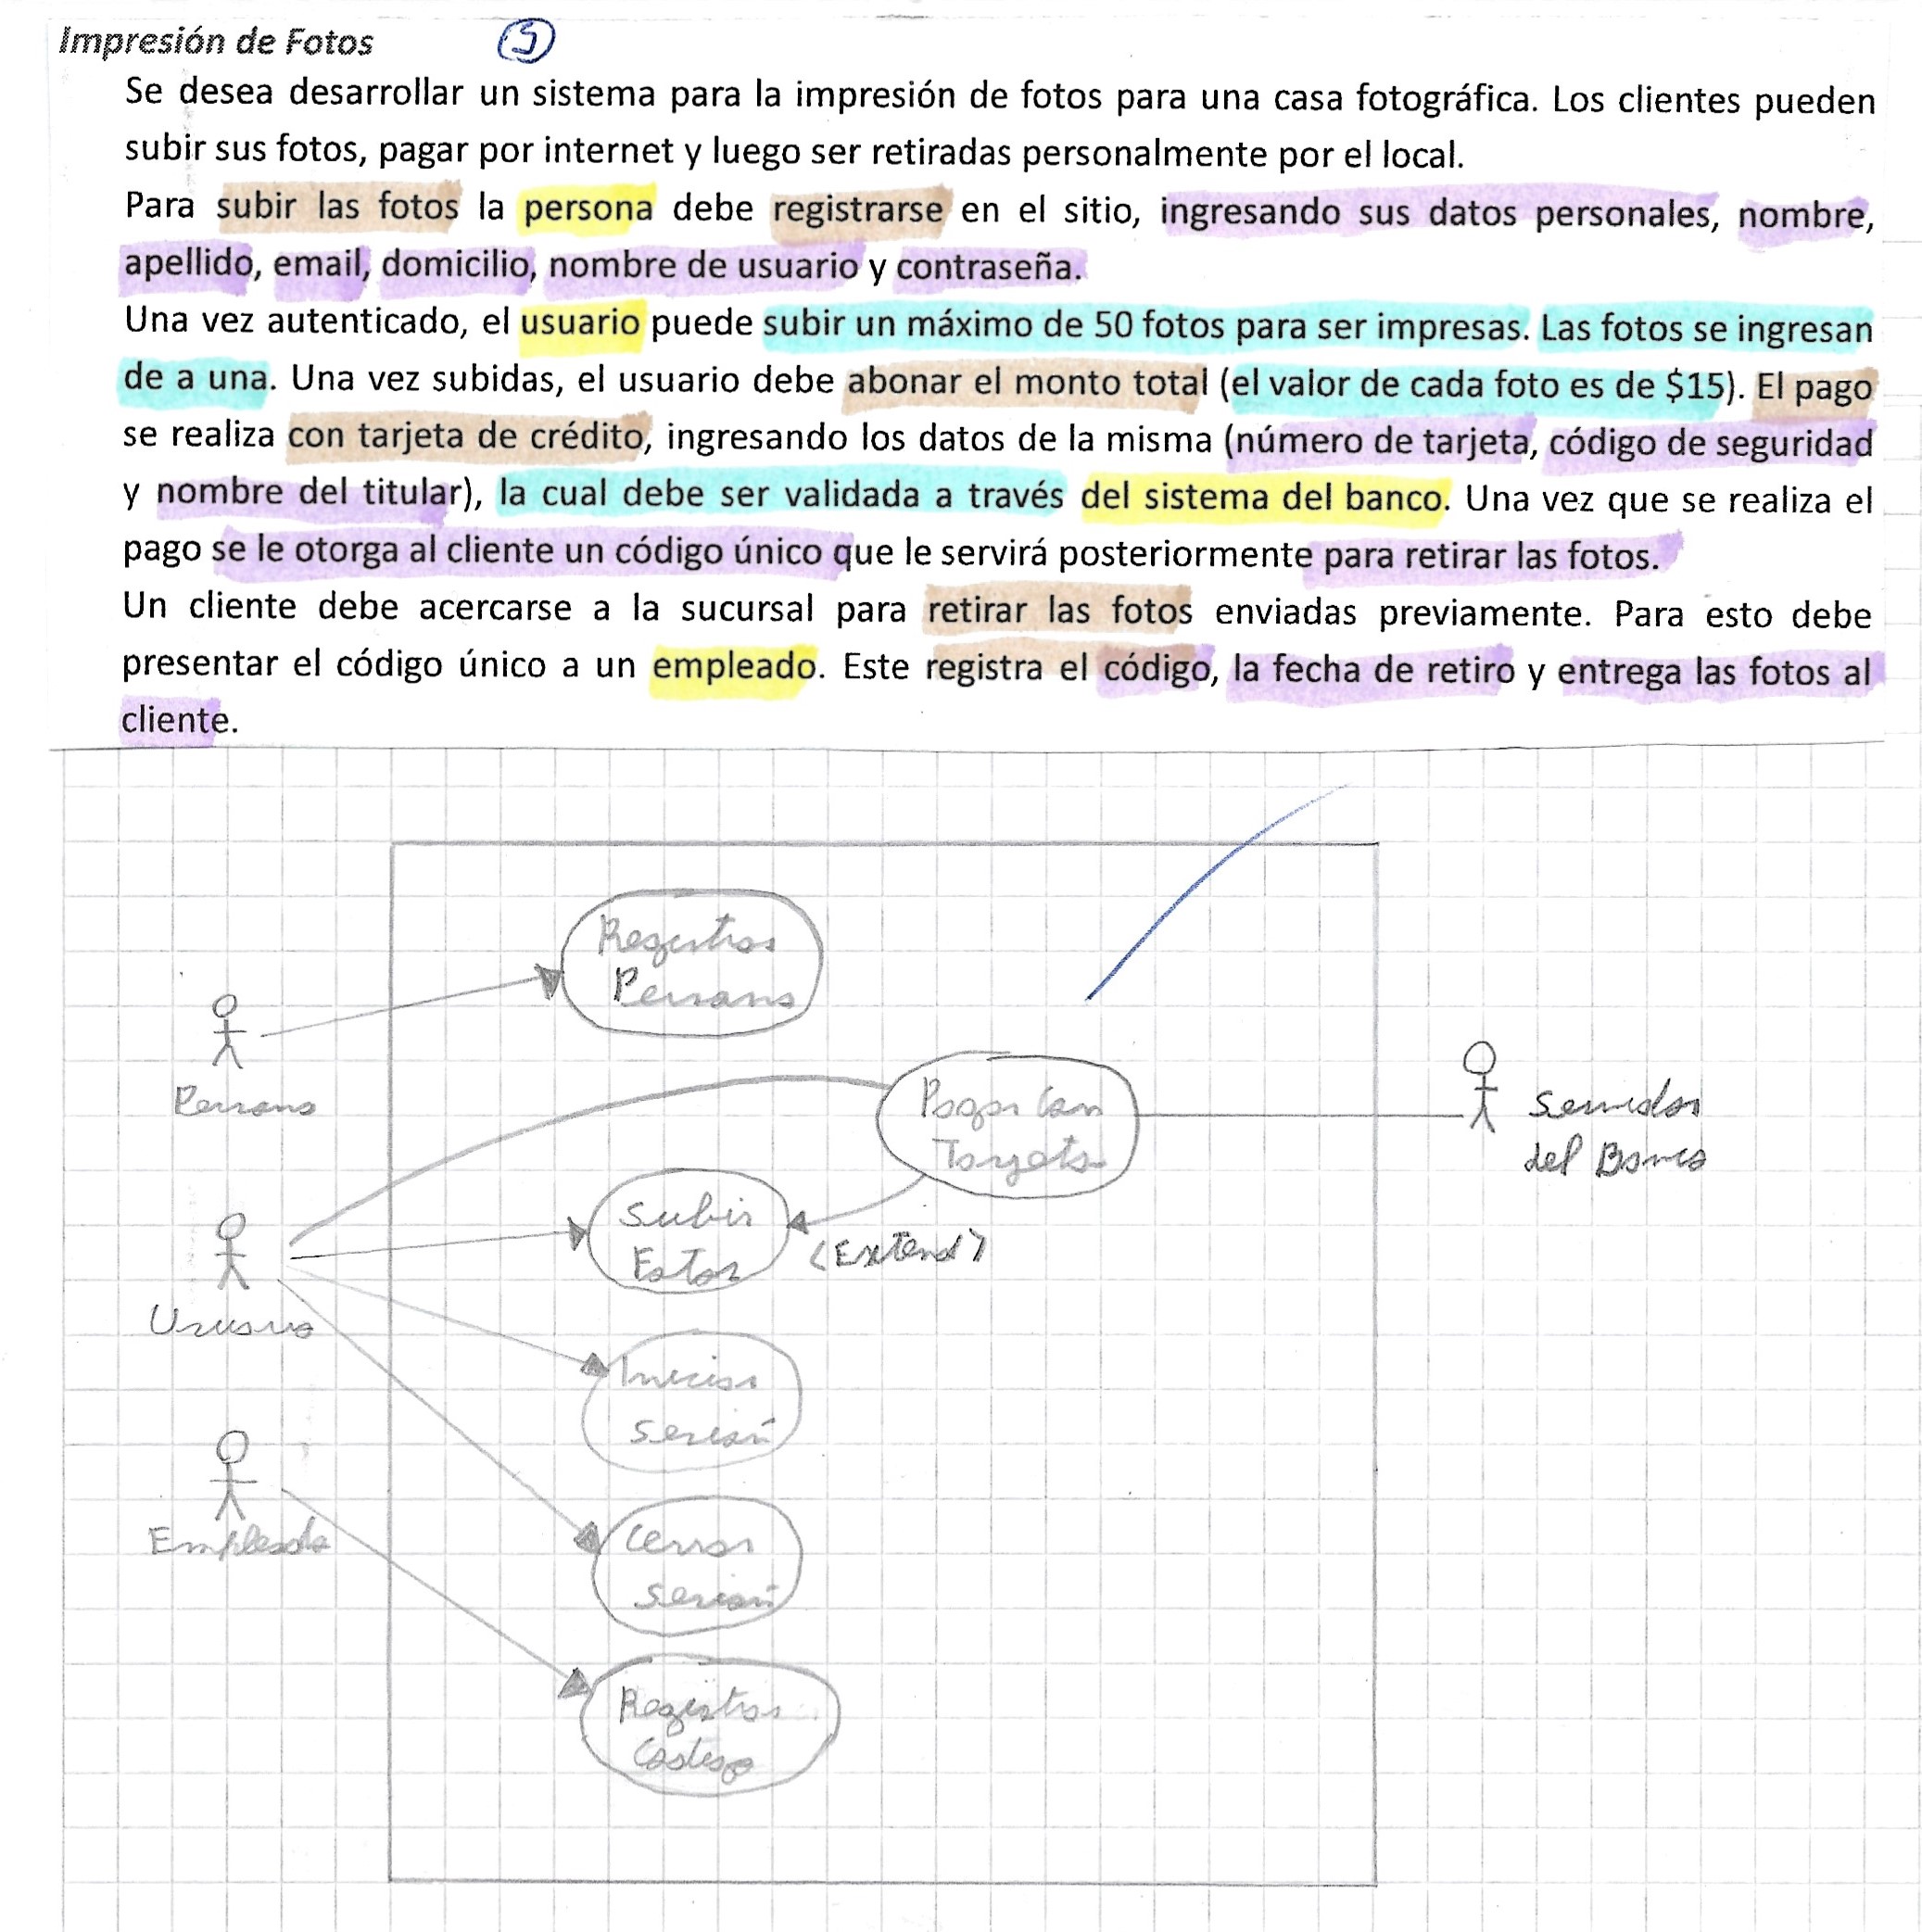 Impresión de Fotos
5
Se desea desarrollar un sistema para la impresión de fotos para una casa fotográfica. Los clientes pueden
subir sus fotos, pagar por internet y luego ser retiradas personalmente por el local.
Para subir las fotos la persona debe registrarse en el sitio, ingresando sus datos personales, nombre,
apellido, email, domicilio, nombre de usuario y contraseña.
Una vez autenticado, el usuario puede subir un máximo de 50 fotos para ser impresas. Las fotos se ingresan
de a una. Una vez subidas, el usuario debe abonar el monto total (el valor de cada foto es de $15). El pago
se realiza con tarjeta de crédito, ingresando los datos de la misma (número de tarjeta, código de seguridad
y nombre del titular), la cual debe ser validada a través del sistema del banco. Una vez que se realiza el
pago se le otorga al cliente un código único que le servirá posteriormente para retirar las fotos.
Un cliente debe acercarse a la sucursal para retirar las fotos enviadas previamente. Para esto debe
presentar el código único a un empleado. Este registra el código, la fecha de retiro y entrega las fotos al
cliente.
Registrar
Persona
Persona
Pagar Con
Tarjeta
Servidor
del Banco
Subir
Fotos
<Extend>
Usuario
Iniciar
sesión
Empleado
Cerrar
sesión
Registrar
Codigo